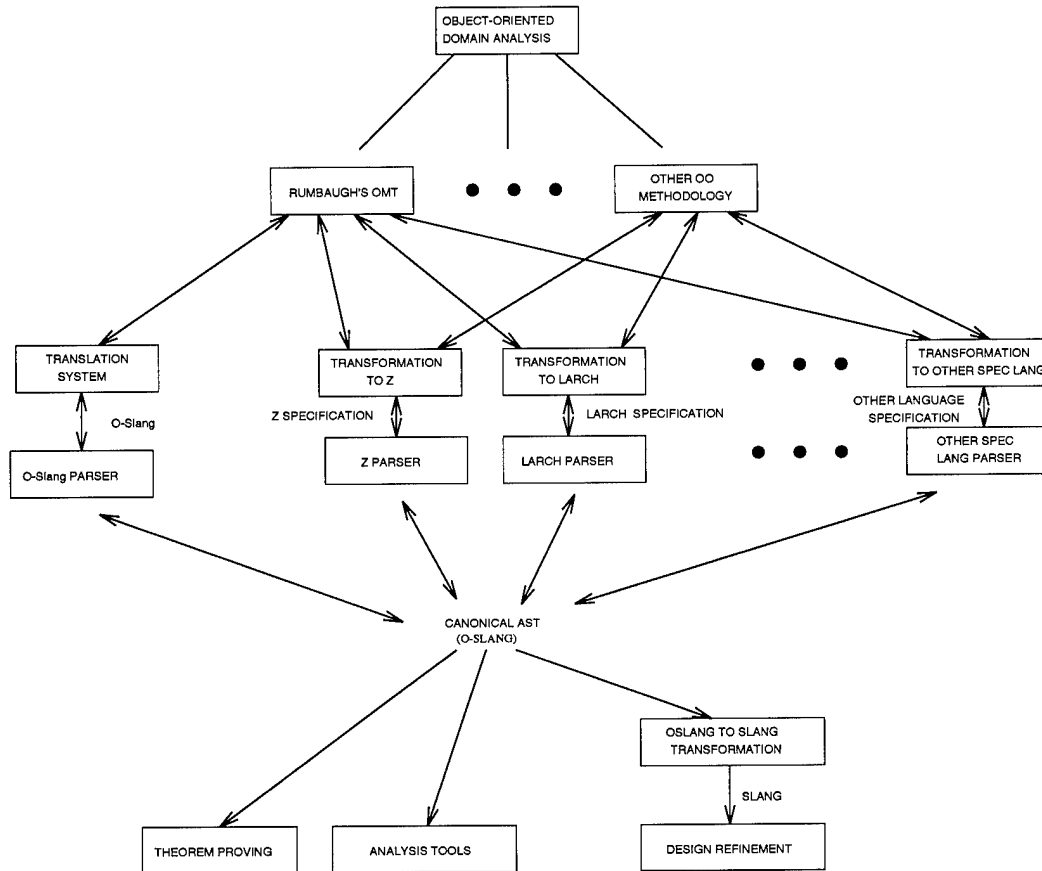 OBJECT-ORIENTED
DOMAIN ANALYSIS
RUMBAUGH'S OMT
OTHER OO
METHODOLOGY
TRANSLATION
SYSTEM
TRANSFORMATION
TO Z
TRANSFORMATION
TO LARCH
TRANSFORMATION
TO OTHER SPEC LANG
O-Slang
Z SPECIFICATION
LARCH SPECIFICATION
OTHER LANGUAGE
SPECIFICATION
O-Slang PARSER
Z PARSER
LARCH PARSER
OTHER SPEC
LANG PARSER
CANONICAL AST
(O-SLANG)
OSLANG TO SLANG
TRANSFORMATION
SLANG
THEOREM PROVING
ANALYSIS TOOLS
DESIGN REFINEMENT